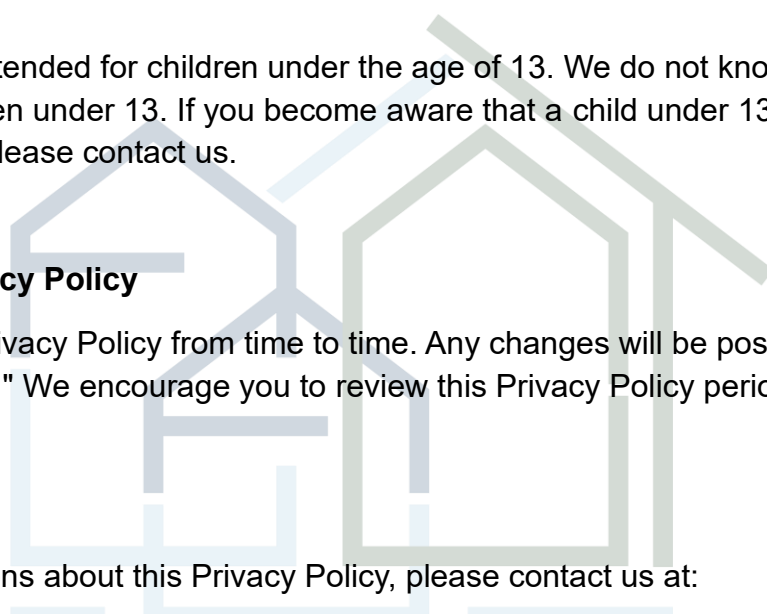 tended for children under the age of 13. We do not kno
en under 13. If you become aware that a child under 13
lease contact us.
cy Policy
ivacy Policy from time to time. Any changes will be pos
" We encourage you to review this Privacy Policy perio
ns about this Privacy Policy, please contact us at: